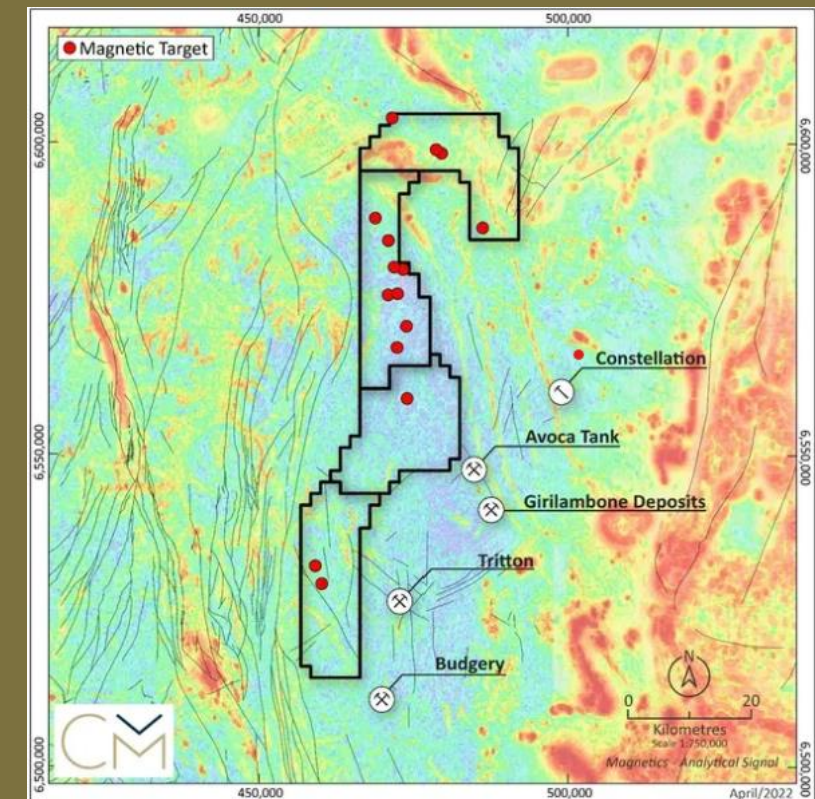 450,000
500,000
Magnetic Target
6,600,000
6,600,000
Constellation
Avoca Tank
6,550,000
6,550,000
Girilambone Deposits
Tritton
Budgery
N
0 20
Kilometres
Scale 1:750,000
Magnetics - Analytical Signal
CM
6,500,000
6,500,000
450,000
500,000
April/2022